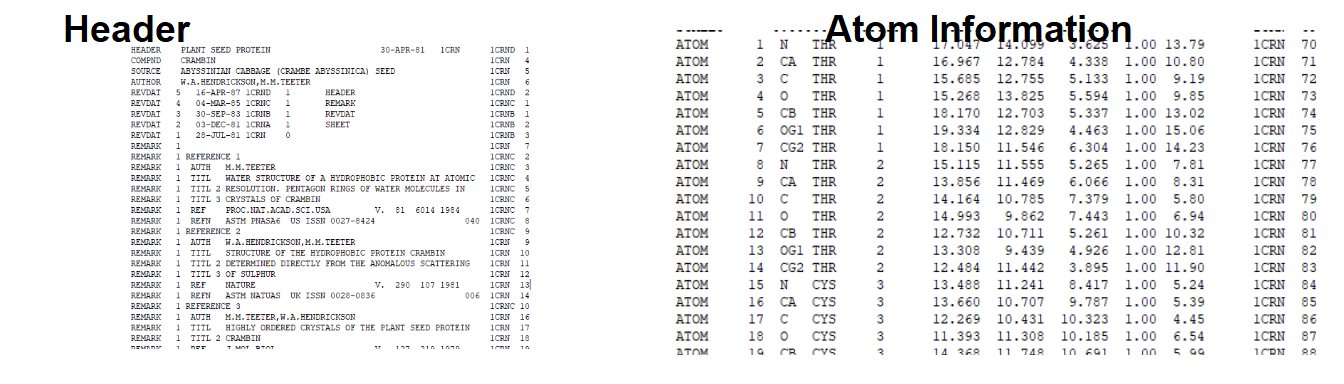 Header
HEADER PLANT SEED PROTEIN 30-APR-81 1CRN 1CRND 1
COMPND CRAMBIN 1CRN 4
SOURCE ABYSSINIAN CABBAGE (CRAMBE ABYSSINICA) SEED 1CRN 5
AUTHOR W.A.HENDRICKSON,M.M.TEETER 1CRN 6
REVDAT 5 16-APR-87 1CRND 1 HEADER 1CRND 2
REVDAT 4 04-MAR-85 1CRNC 1 REMARK 1CRNC 1
REVDAT 3 30-SEP-83 1CRNB 1 REVDAT 1CRNB 1
REVDAT 2 03-DEC-81 1CRNA 1 SHEET 1CRNB 2
REVDAT 1 28-JUL-81 1CRN 0 1CRNB 3
REMARK 1 1CRN 7
REMARK 1 REFERENCE 1 1CRNC 2
REMARK 1 AUTH M.M.TEETER 1CRNC 3
REMARK 1 TITL WATER STRUCTURE OF A HYDROPHOBIC PROTEIN AT ATOMIC 1CRNC 4
REMARK 1 TITL 2 RESOLUTION. PENTAGON RINGS OF WATER MOLECULES IN 1CRNC 5
REMARK 1 TITL 3 CRYSTALS OF CRAMBIN 1CRNC 6
REMARK 1 REF PROC.NAT.ACAD.SCI.USA V. 81 6014 1984 1CRNC 7
REMARK 1 REFN ASTM PNASA6 US ISSN 0027-8424 040 1CRNC 8
REMARK 1 REFERENCE 2 1CRNC 9
REMARK 1 AUTH W.A.HENDRICKSON,M.M.TEETER 1CRN 9
REMARK 1 TITL STRUCTURE OF THE HYDROPHOBIC PROTEIN CRAMBIN 1CRN 10
REMARK 1 TITL 2 DETERMINED DIRECTLY FROM THE ANOMALOUS SCATTERING 1CRN 11
REMARK 1 TITL 3 OF SULPHUR 1CRN 12
REMARK 1 REF NATURE V. 290 107 1981 1CRN 13
REMARK 1 REFN ASTM NATUAS UK ISSN 0028-0836 006 1CRN 14
REMARK 1 REFERENCE 3 1CRNC 10
REMARK 1 AUTH M.M.TEETER,W.A.HENDRICKSON 1CRN 16
REMARK 1 TITL HIGHLY ORDERED CRYSTALS OF THE PLANT SEED PROTEIN 1CRN 17
REMARK 1 TITL 2 CRAMBIN 1CRN 18
Atom Information
ATOM 1 N THR 1 17.047 14.099 3.625 1.00 13.79 1CRN 70
ATOM 2 CA THR 1 16.967 12.784 4.338 1.00 10.80 1CRN 71
ATOM 3 C THR 1 15.685 12.755 5.133 1.00 9.19 1CRN 72
ATOM 4 O THR 1 15.268 13.825 5.594 1.00 9.85 1CRN 73
ATOM 5 CB THR 1 18.170 12.703 5.337 1.00 13.02 1CRN 74
ATOM 6 OG1 THR 1 19.334 12.829 4.463 1.00 15.06 1CRN 75
ATOM 7 CG2 THR 1 18.150 11.546 6.304 1.00 14.23 1CRN 76
ATOM 8 N THR 2 15.115 11.555 5.265 1.00 7.81 1CRN 77
ATOM 9 CA THR 2 13.856 11.469 6.066 1.00 8.31 1CRN 78
ATOM 10 C THR 2 14.164 10.785 7.379 1.00 5.80 1CRN 79
ATOM 11 O THR 2 14.993 9.862 7.443 1.00 6.94 1CRN 80
ATOM 12 CB THR 2 12.732 10.711 5.261 1.00 10.32 1CRN 81
ATOM 13 OG1 THR 2 13.308 9.439 4.926 1.00 12.81 1CRN 82
ATOM 14 CG2 THR 2 12.484 11.442 3.895 1.00 11.90 1CRN 83
ATOM 15 N CYS 3 13.488 11.241 8.417 1.00 5.24 1CRN 84
ATOM 16 CA CYS 3 13.660 10.707 9.787 1.00 5.39 1CRN 85
ATOM 17 C CYS 3 12.269 10.431 10.323 1.00 4.45 1CRN 86
ATOM 18 O CYS 3 11.393 11.308 10.185 1.00 6.54 1CRN 87
ATOM 19 CB CYS 3 14.368 11.748 10.691 1.00 5.99 1CRN 88